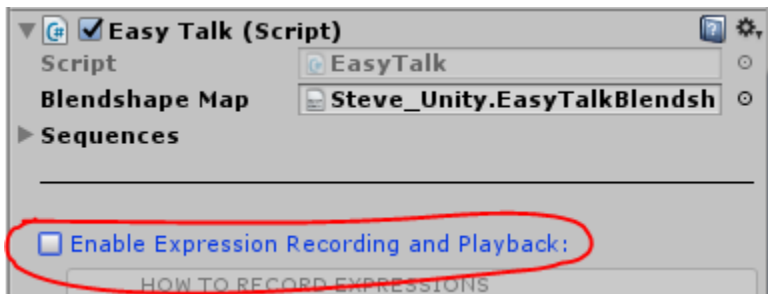 Easy Talk (Script)
Script EasyTalk
Blendshape Map Steve_Unity.EasyTalkBlendsh
Sequences
Enable Expression Recording and Playback:
HOW TO RECORD EXPRESSIONS